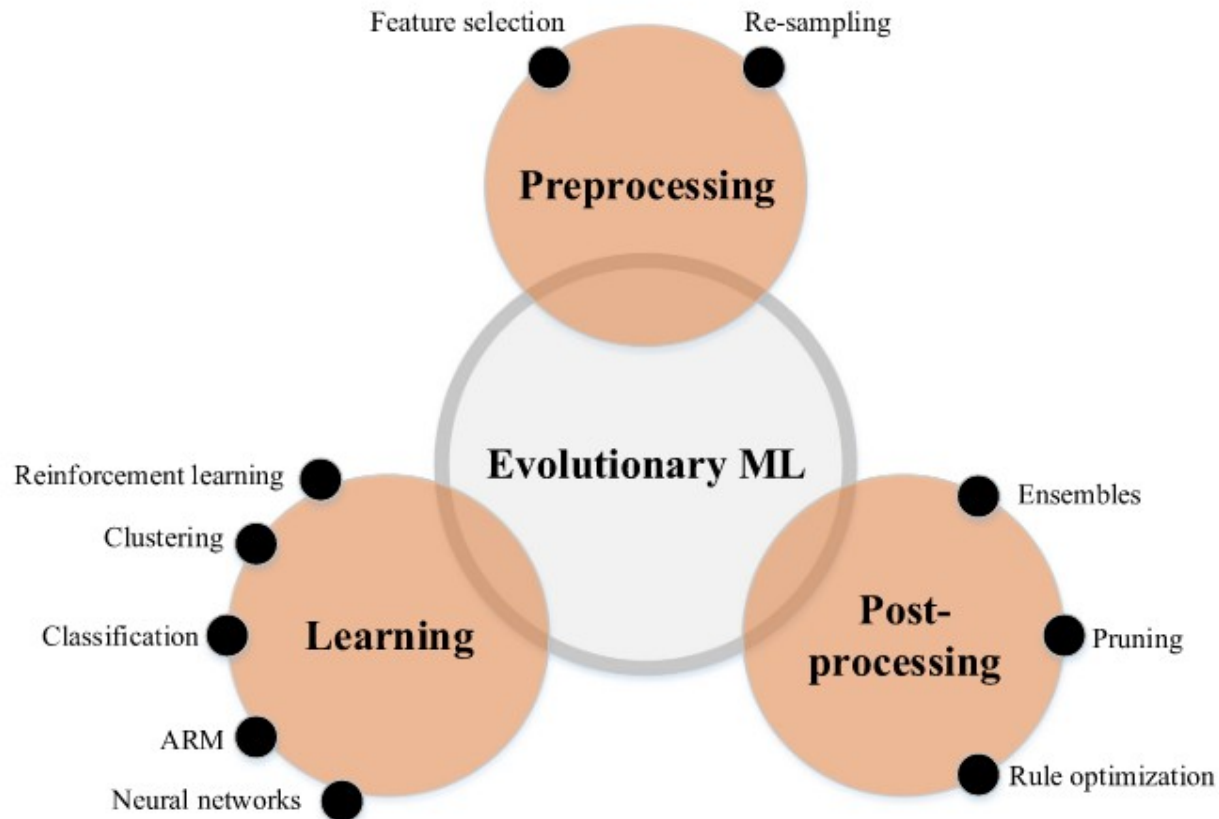 Feature selection
Re-sampling
Preprocessing
Evolutionary ML
Reinforcement learning
Clustering
Classification
ARM
Neural networks
Learning
Ensembles
Post-
processing
Pruning
Rule optimization